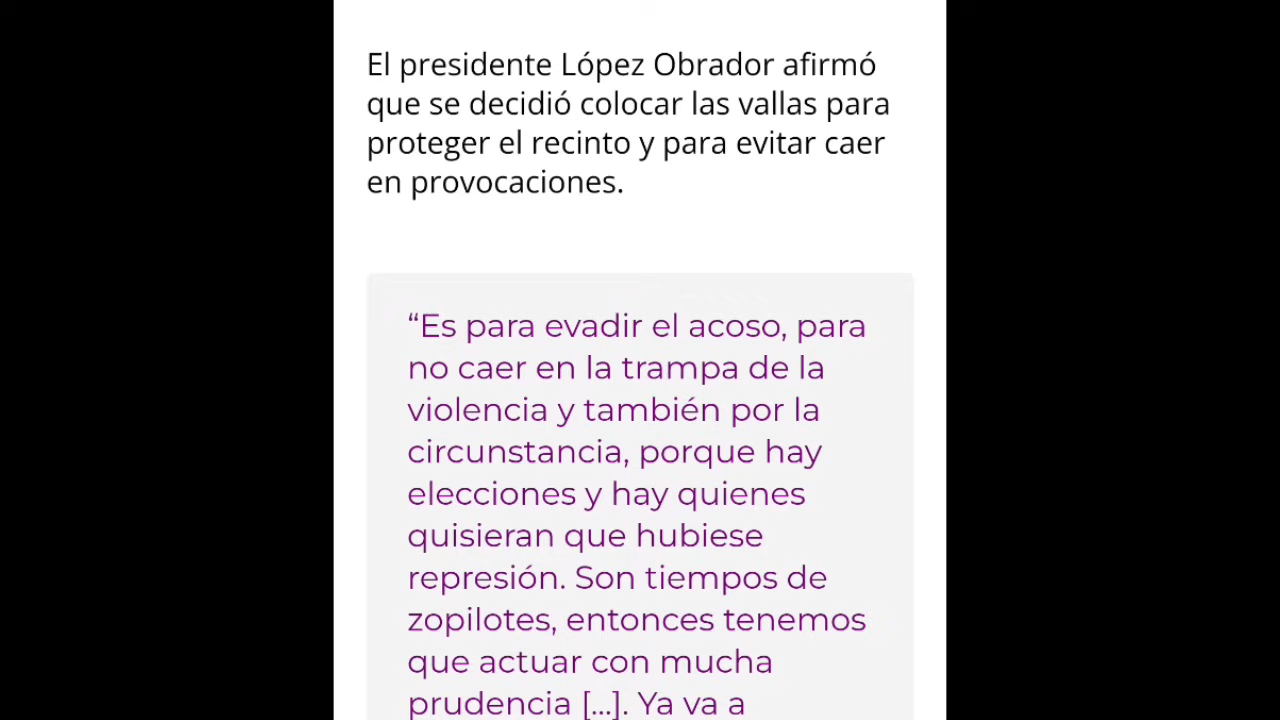 El presidente López Obrador afirmó
que se decidió colocar las vallas para
proteger el recinto y para evitar caer
en provocaciones.
“Es para evadir el acoso, para
no caer en la trampa de la
violencia y también por la
circunstancia, porque hay
elecciones y hay quienes
quisieran que hubiese
represión. Son tiempos de
zopilotes, entonces tenemos
que actuar con mucha
prudencia [...]. Ya va a